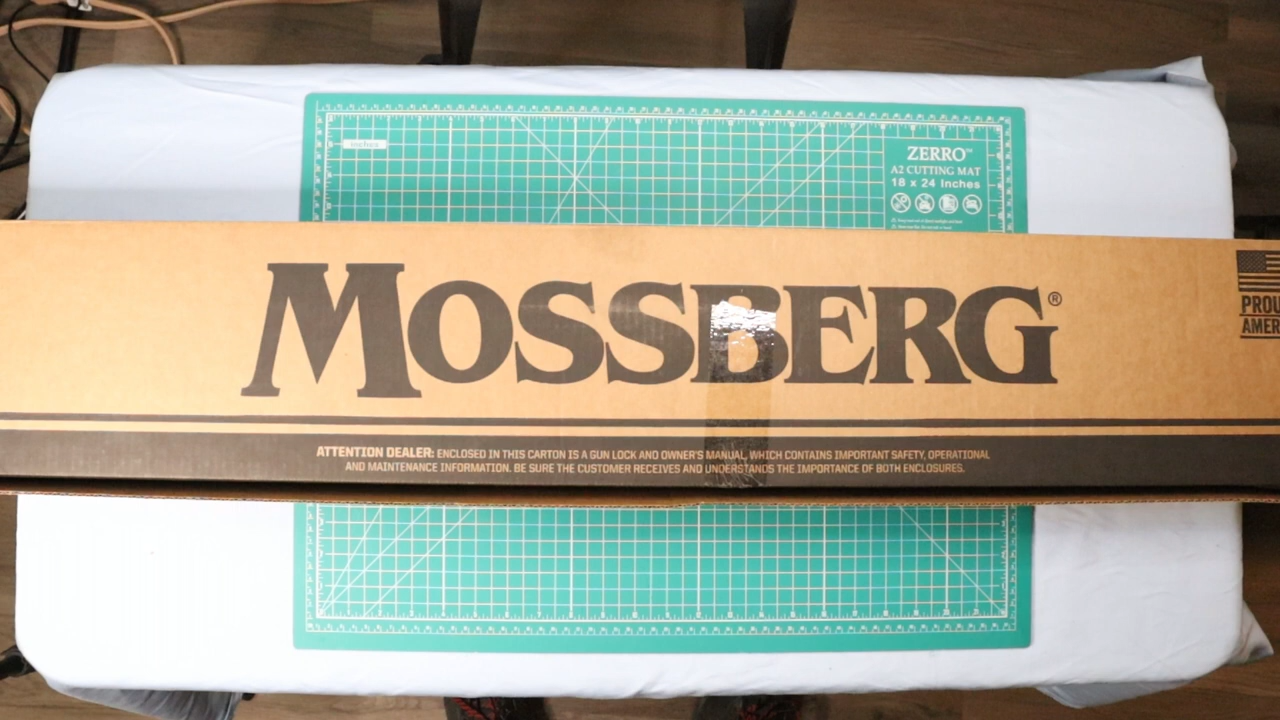 inches
ZERRO™
A2 CUTTING MAT
18 x 24 Inches
MOSSBERG®
PROU
AMER
ATTENTION DEALER: ENCLOSED IN THIS CARTON IS A GUN LOCK AND OWNER'S MANUAL, WHICH CONTAINS IMPORTANT SAFETY, OPERATIONAL
AND MAINTENANCE INFORMATION. BE SURE THE CUSTOMER RECEIVES AND UNDERSTANDS THE IMPORTANCE OF BOTH ENCLOSURES.